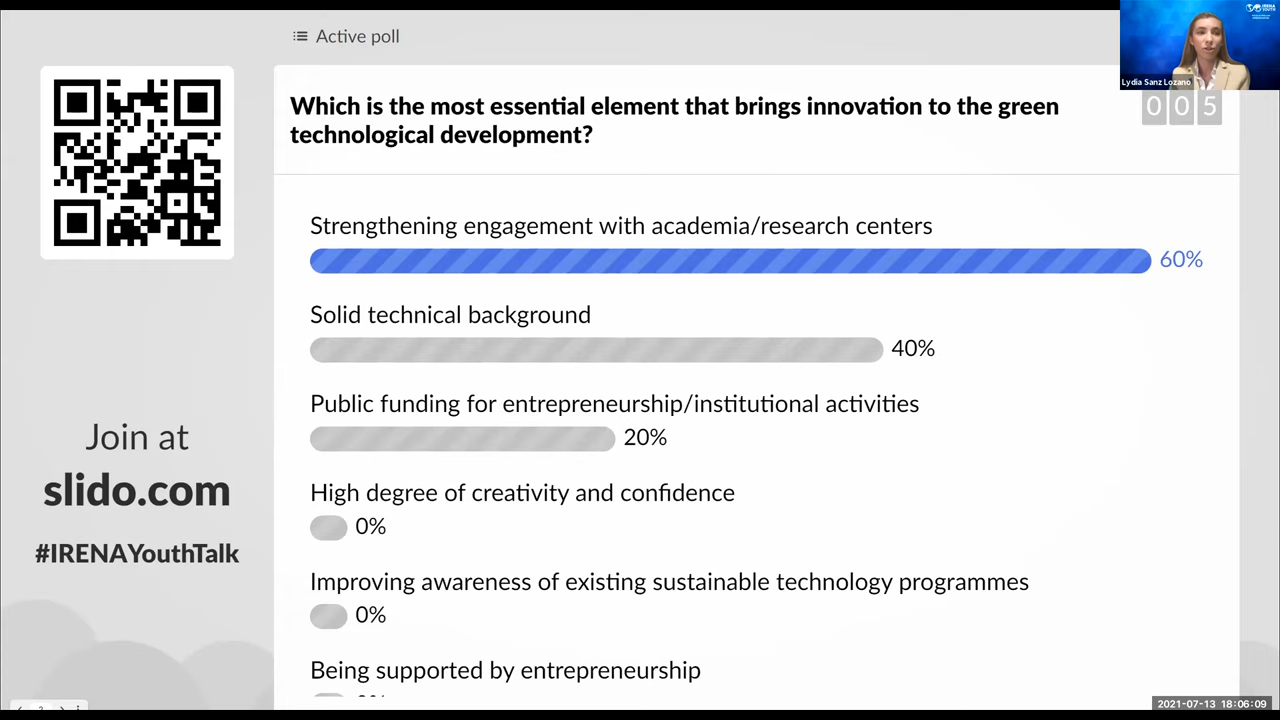 Active poll
IRENA
YOUTH
Lydia Sanz Lozano
Which is the most essential element that brings innovation to the green
technological development?
005
Strengthening engagement with academia/research centers
60%
Solid technical background
40%
Public funding for entrepreneurship/institutional activities
20%
High degree of creativity and confidence
0%
Improving awareness of existing sustainable technology programmes
0%
Being supported by entrepreneurship
Join at
slido.com
#IRENAYouthTalk
2021-07-13 18:06:09